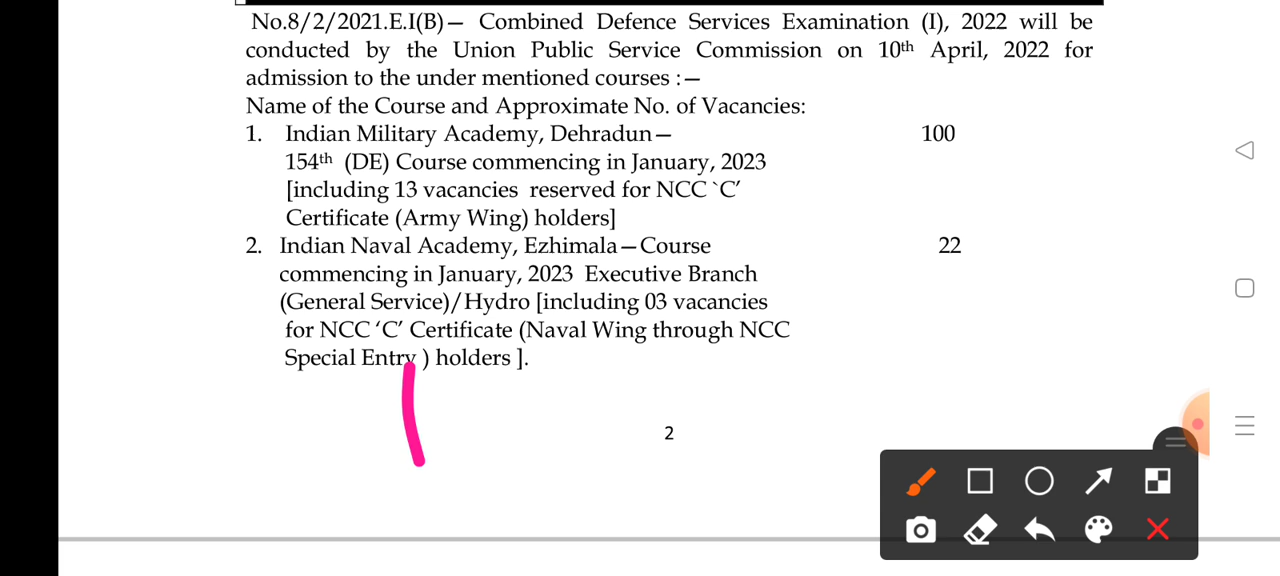 No.8/2/2021.E.I(B)— Combined Defence Services Examination (I), 2022 will be
conducted by the Union Public Service Commission on 10th April, 2022 for
admission to the under mentioned courses :—
Name of the Course and Approximate No. of Vacancies:
1. Indian Military Academy, Dehradun— 100
154th (DE) Course commencing in January, 2023
[including 13 vacancies reserved for NCC `C'
Certificate (Army Wing) holders]
2. Indian Naval Academy, Ezhimala—Course 22
commencing in January, 2023 Executive Branch
(General Service)/Hydro [including 03 vacancies
for NCC 'C' Certificate (Naval Wing through NCC
Special Entry ) holders ].
2